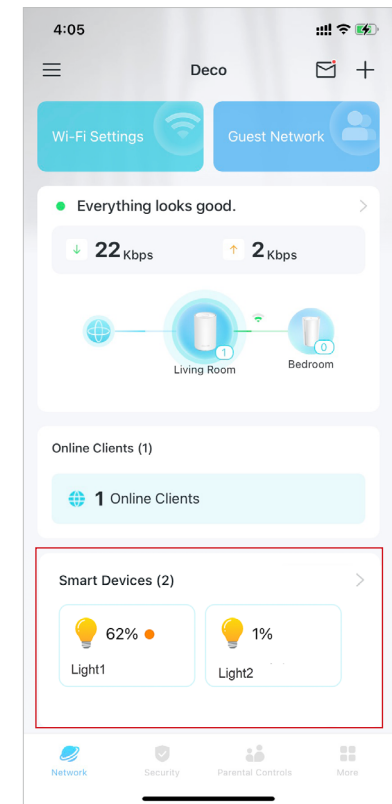 4:05
Deco
Wi-Fi Settings
Guest Network
Everything looks good.
↓ 22 Kbps ↑ 2 Kbps
1
0
Living Room
Bedroom
Online Clients (1)
1 Online Clients
Smart Devices (2)
62%
1%
Light1
Light2
Network Security Parental Controls More